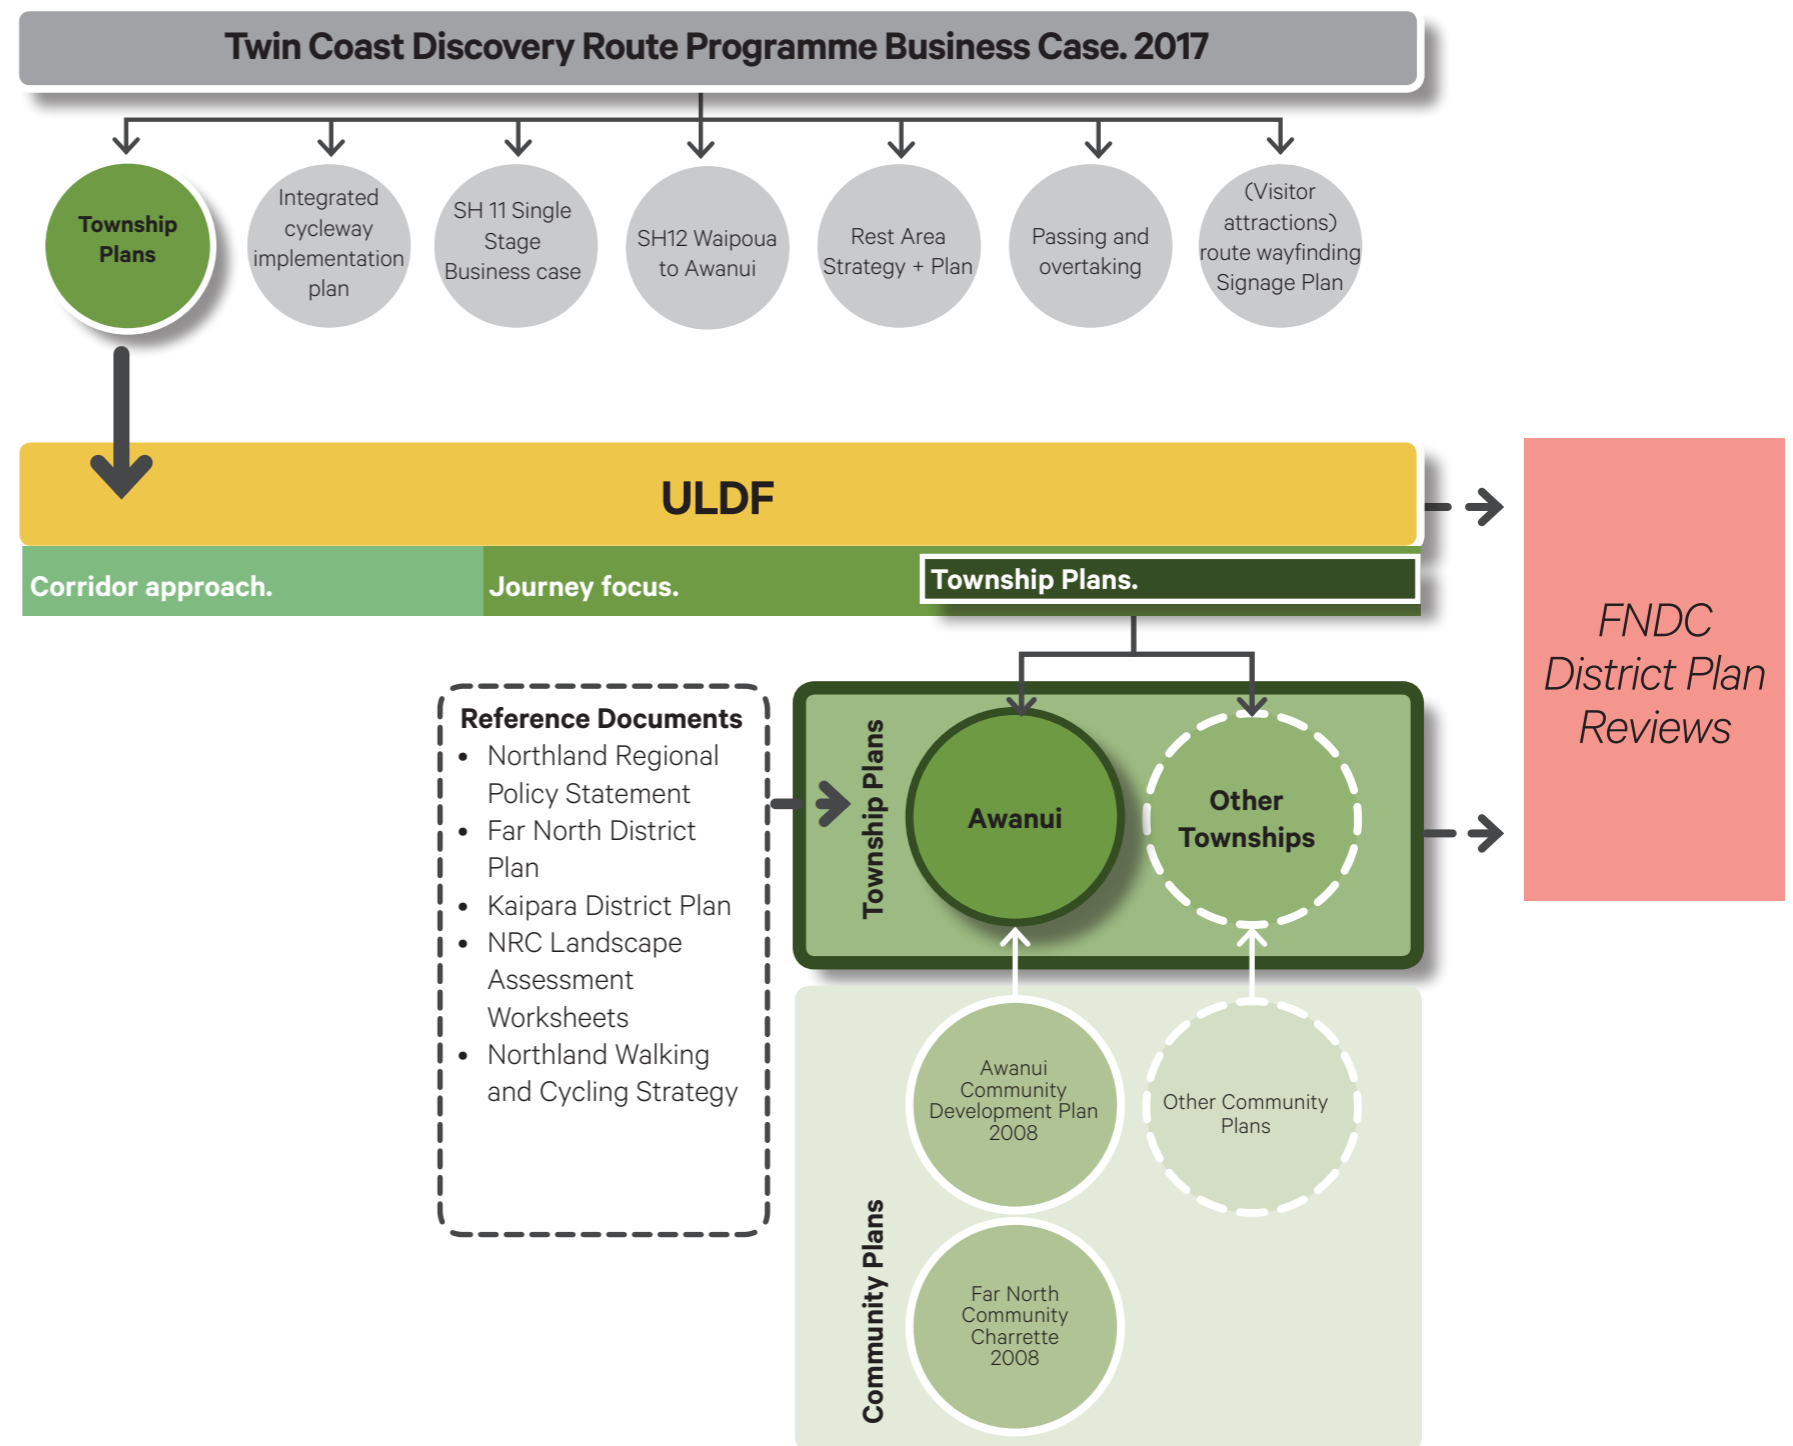 Twin Coast Discovery Route Programme Business Case. 2017
Township
Plans
Integrated
cycleway
implementation
plan
SH 11 Single
Stage
Business case
SH12 Waipoua
to Awanui
Rest Area
Strategy + Plan
Passing and
overtaking
(Visitor
attractions)
route wayfinding
Signage Plan
ULDF
Corridor approach.
Journey focus.
Township Plans.
FNDC
District Plan
Reviews
Reference Documents
• Northland Regional
Policy Statement
• Far North District
Plan
• Kaipara District Plan
• NRC Landscape
Assessment
Worksheets
• Northland Walking
and Cycling Strategy
Township Plans
Awanui
Other
Townships
Community Plans
Awanui
Community
Development Plan
2008
Other Community
Plans
Far North
Community
Charrette
2008